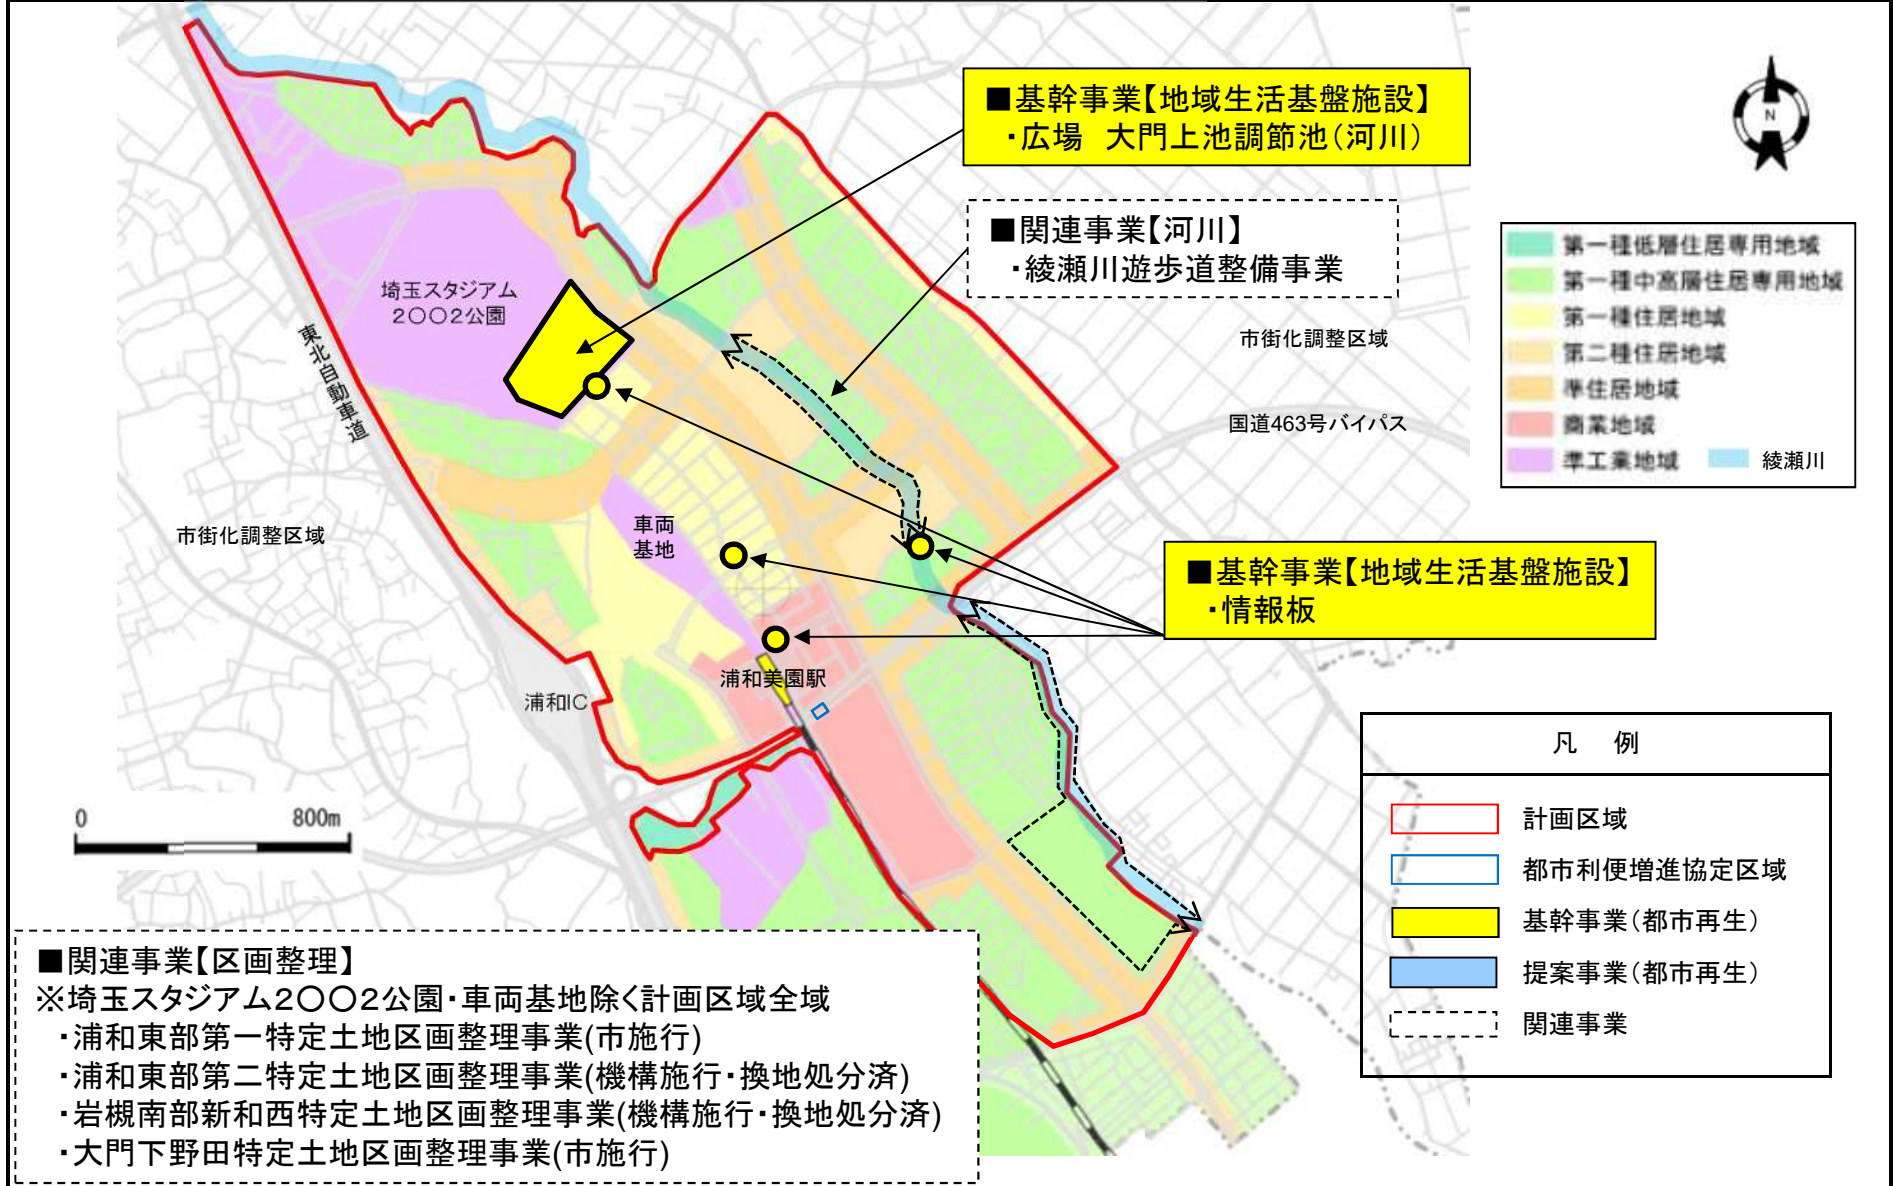 ■基幹事業【地域生活基盤施設】
・広場　大門上池調節池（河川）
N
■関連事業【河川】
・綾瀬川遊歩道整備事業
第一種低層住居専用地域
第一種中高層住居専用地域
第一種住居地域
第二種住居地域
準住居地域
商業地域
準工業地域
綾瀬川
埼玉スタジアム
２〇〇２公園
東北自動車道
市街化調整区域
国道463号バイパス
市街化調整区域
車両
基地
■基幹事業【地域生活基盤施設】
・情報板
浦和美園駅
浦和IC
0
800m
凡　例
計画区域
都市利便増進協定区域
基幹事業（都市再生）
提案事業（都市再生）
関連事業
■関連事業【区画整理】
※埼玉スタジアム２〇〇２公園・車両基地除く計画区域全域
・浦和東部第一特定土地区画整理事業(市施行)
・浦和東部第二特定土地区画整理事業(機構施行・換地処分済)
・岩槻南部新和西特定土地区画整理事業(機構施行・換地処分済)
・大門下野田特定土地区画整理事業(市施行)